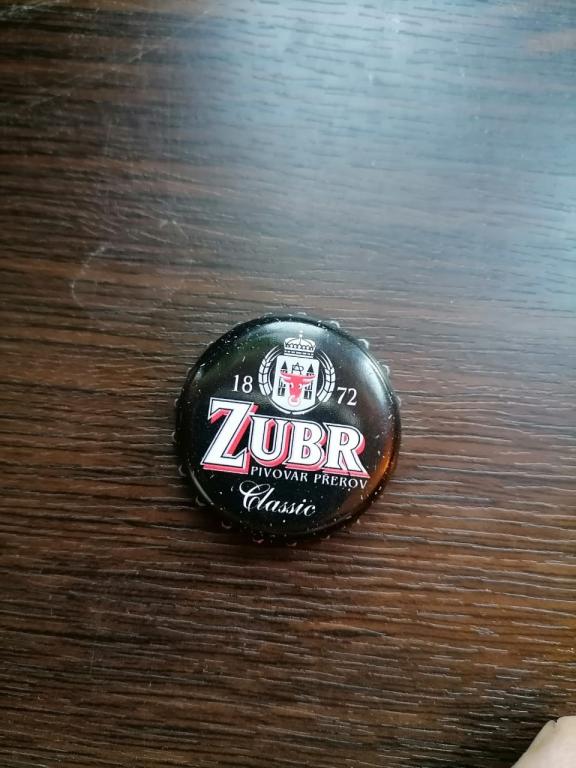 18 72
ZUBR
PIVOVAR PŘEROV
Classic